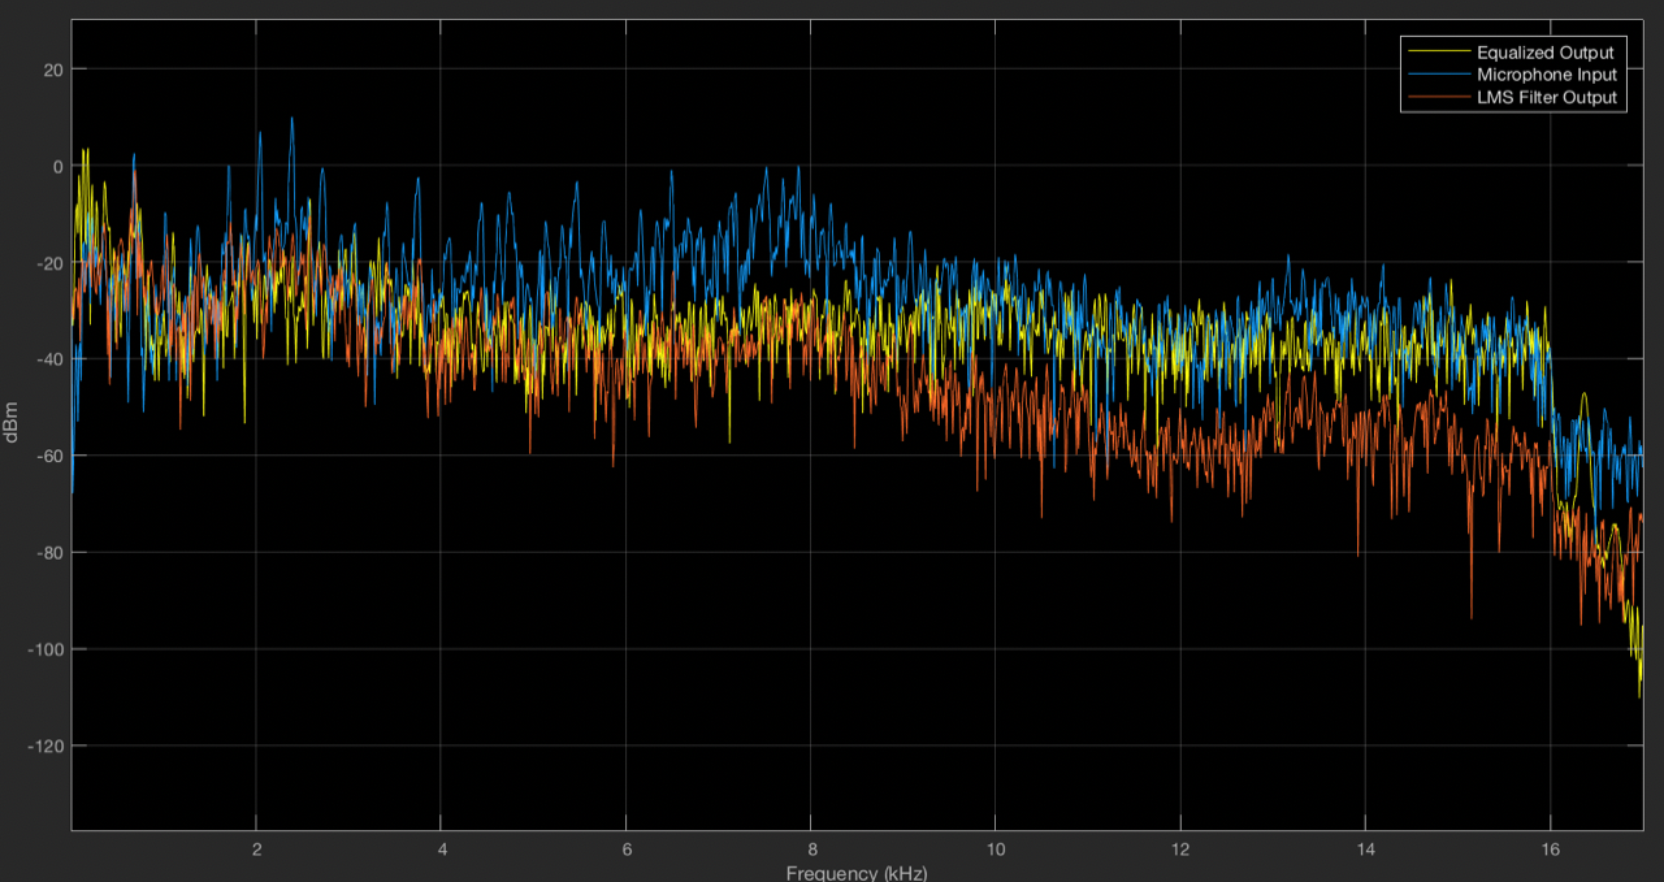 Equalized Output
Microphone Input
LMS Filter Output
20
0
-20
-40
-60
-80
-100
-120
dBm
2 4 6 8 10 12 14 16
Frequency (kHz)